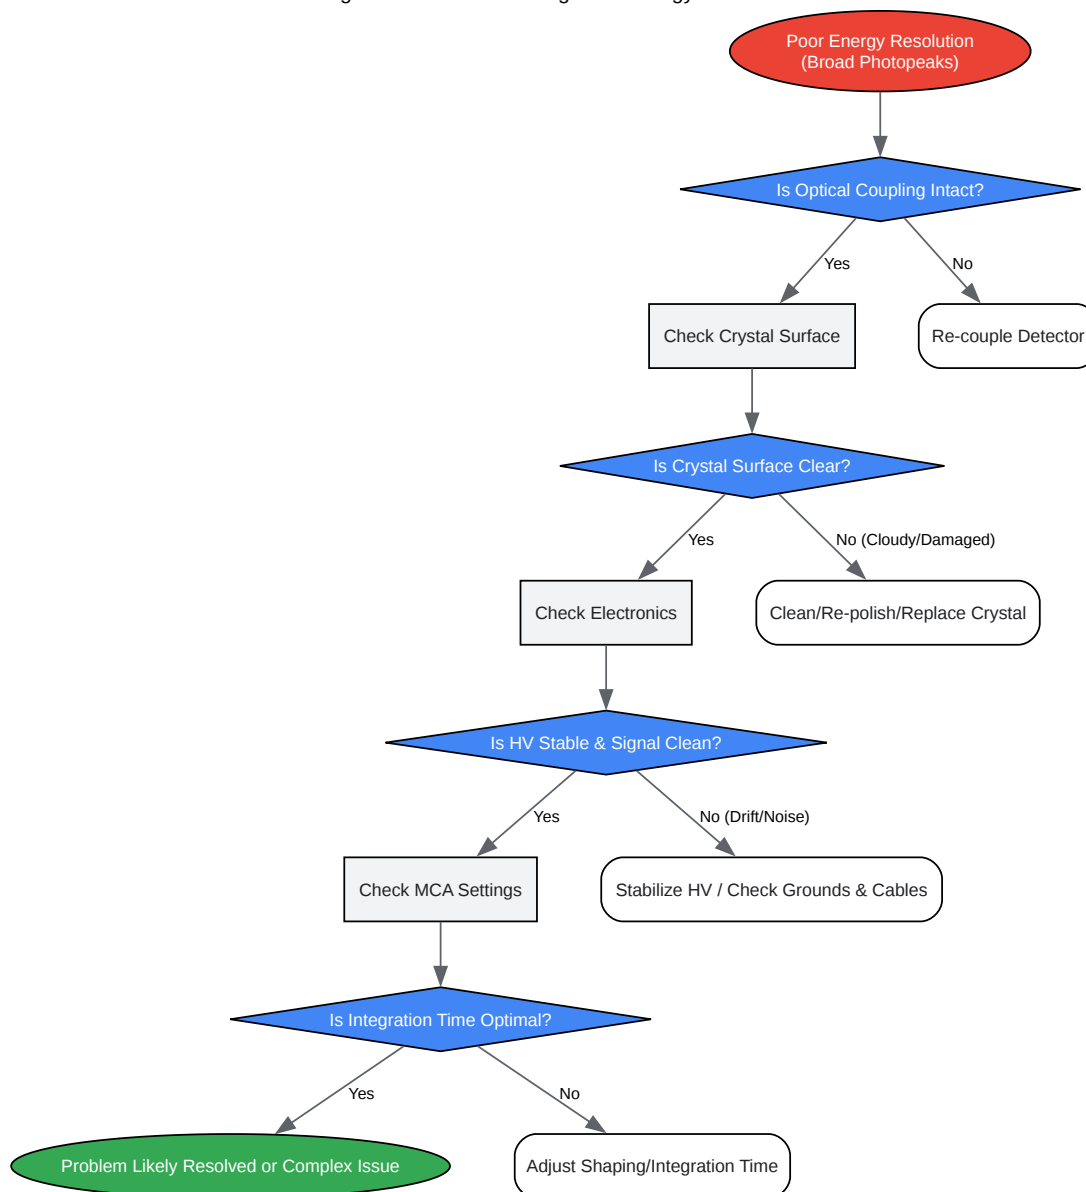 Poor Energy Resolution
(Broad Photopeaks)
Is Optical Coupling Intact?
Yes
No
Check Crystal Surface
Re-couple Detector
Is Crystal Surface Clear?
Yes
No (Cloudy/Damaged)
Check Electronics
Clean/Re-polish/Replace Crystal
Is HV Stable & Signal Clean?
Yes
No (Drift/Noise)
Check MCA Settings
Stabilize HV / Check Grounds & Cables
Is Integration Time Optimal?
Yes
No
Problem Likely Resolved or Complex Issue
Adjust Shaping/Integration Time